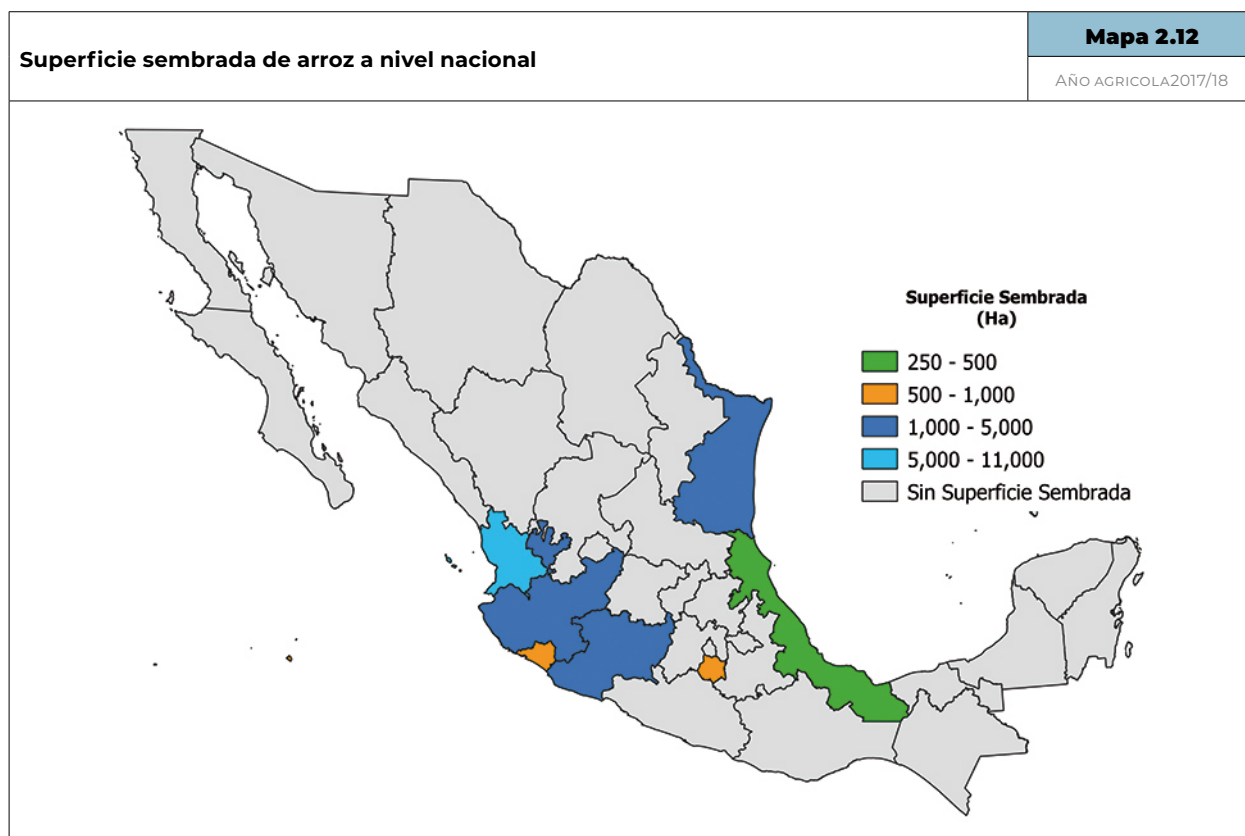 Superficie sembrada de arroz a nivel nacional
Mapa 2.12
Año agricola2017/18
Superficie Sembrada
(Ha)
250 - 500
500 - 1,000
1,000 - 5,000
5,000 - 11,000
Sin Superficie Sembrada